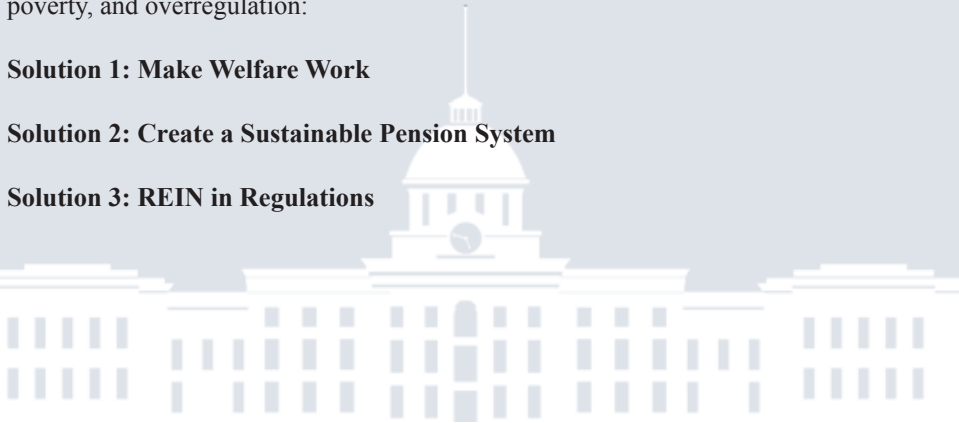 poverty, and overregulation:
Solution 1: Make Welfare Work
Solution 2: Create a Sustainable Pension System
Solution 3: REIN in Regulations